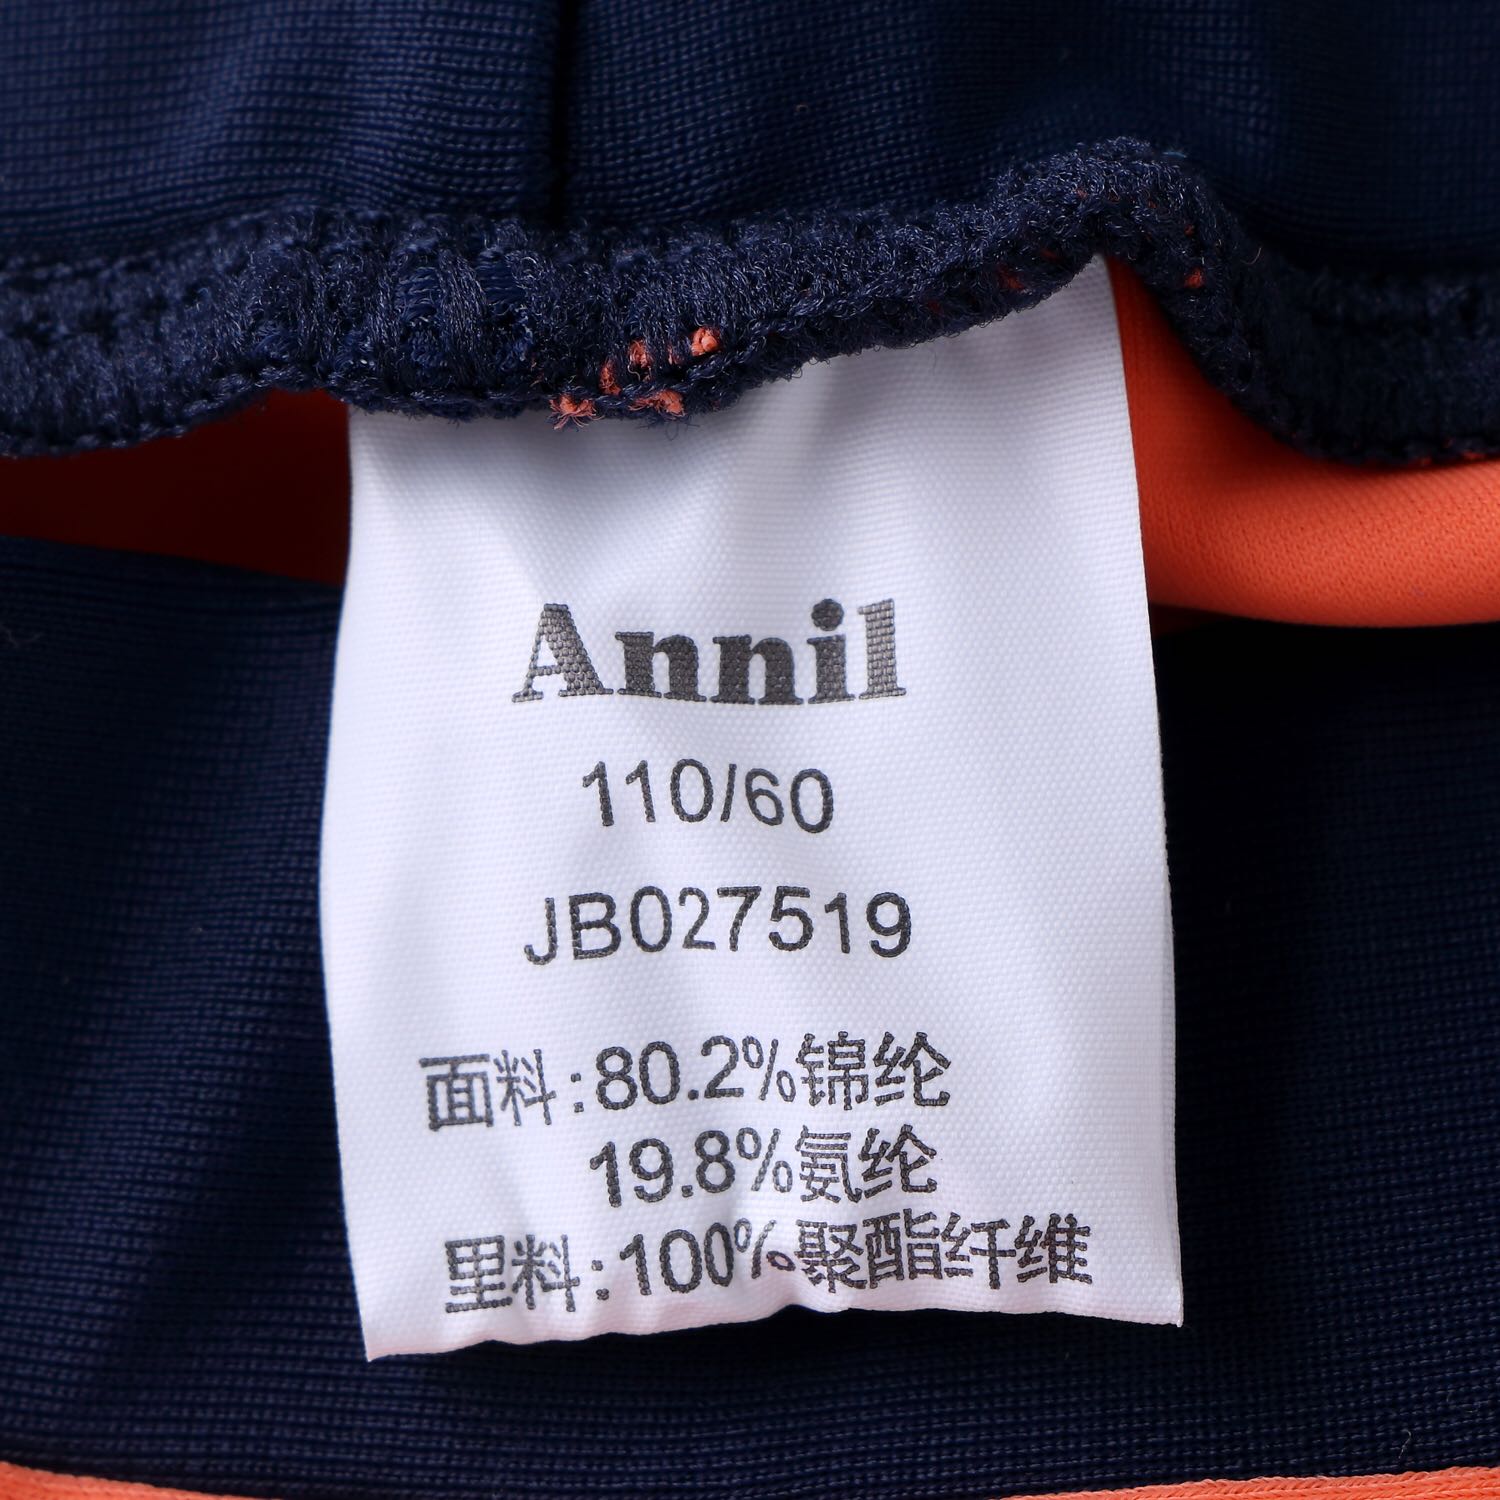 Annil
110/60
JB027519
面料:80.2%锦纶
19.8%氨纶
里料:100%聚酯纤维